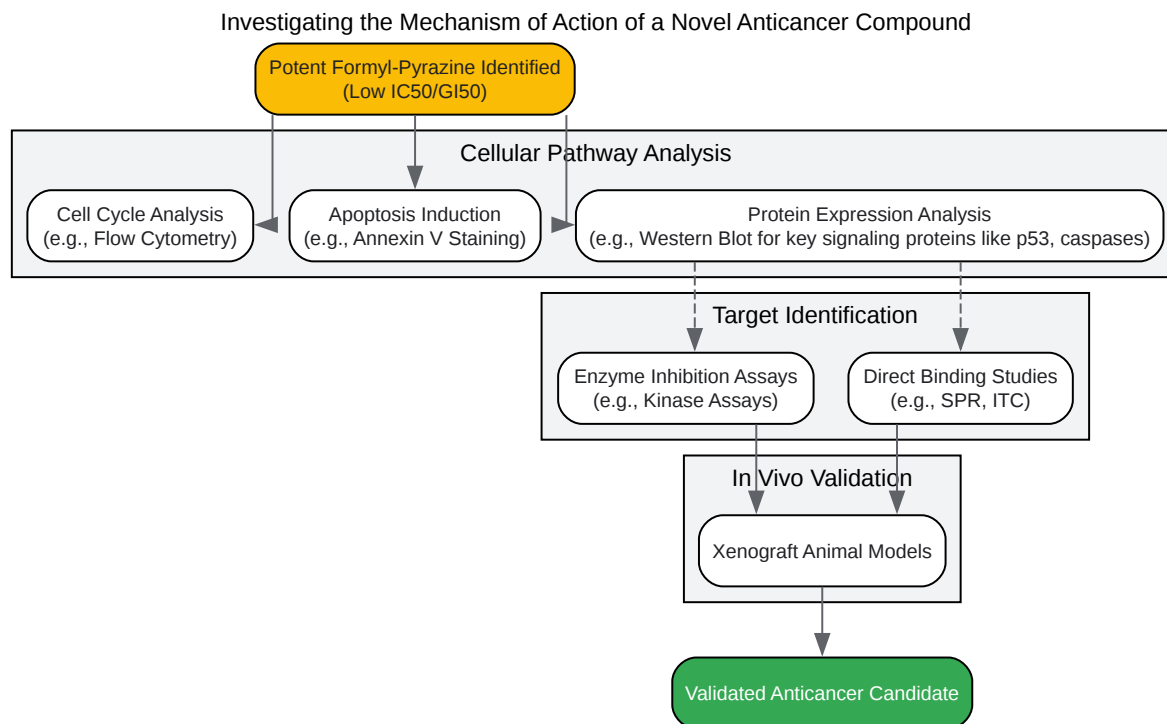 Investigating the Mechanism of Action of a Novel Anticancer Compound
Potent Formyl-Pyrazine Identified
(Low IC50/GI50)
Cellular Pathway Analysis
Cell Cycle Analysis
(e.g., Flow Cytometry)
Apoptosis Induction
(e.g., Annexin V Staining)
Protein Expression Analysis
(e.g., Western Blot for key signaling proteins like p53, caspases)
Target Identification
Enzyme Inhibition Assays
(e.g., Kinase Assays)
Direct Binding Studies
(e.g., SPR, ITC)
In Vivo Validation
Xenograft Animal Models
Validated Anticancer Candidate